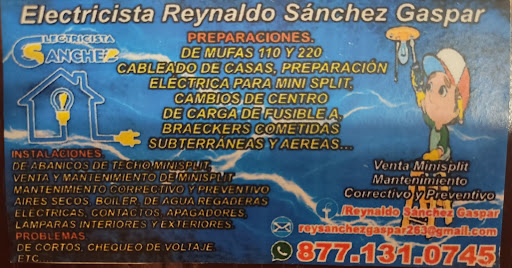 Electricista Reynaldo Sánchez Gaspar
ELECTRICISTA
SANCHEZ
PREPARACIONES.
DE MUFAS 110 Y 220
CABLEADO DE CASAS, PREPARACIÓN
ELÉCTRICA PARA MINI SPLIT,
CAMBIOS DE CENTRO
DE CARGA DE FUSIBLE A,
BRAECKERS COMETIDAS
SUBTERRÁNEAS Y AEREAS...
INSTALACIONES
DE ABANICOS DE TECHO MINISPLIT,
VENTA Y MANTENIMIENTO DE MINISPLIT
MANTENIMIENTO CORRECTIVO Y PREVENTIVO
AIRES SECOS, BOILER, DE AGUA REGADERAS
ELECTRICAS, CONTACTOS, APAGADORES,
LAMPARAS INTERIORES Y EXTERIORES.
PROBLEMAS
DE CORTOS, CHEQUEO DE VOLTAJE.
ETC
Venta Minisplit
Mantenimiento
Correctivo y Preventivo
/Reynaldo Sánchez Gaspar
reysanchezgaspar263@gmail.com
877.131.0745